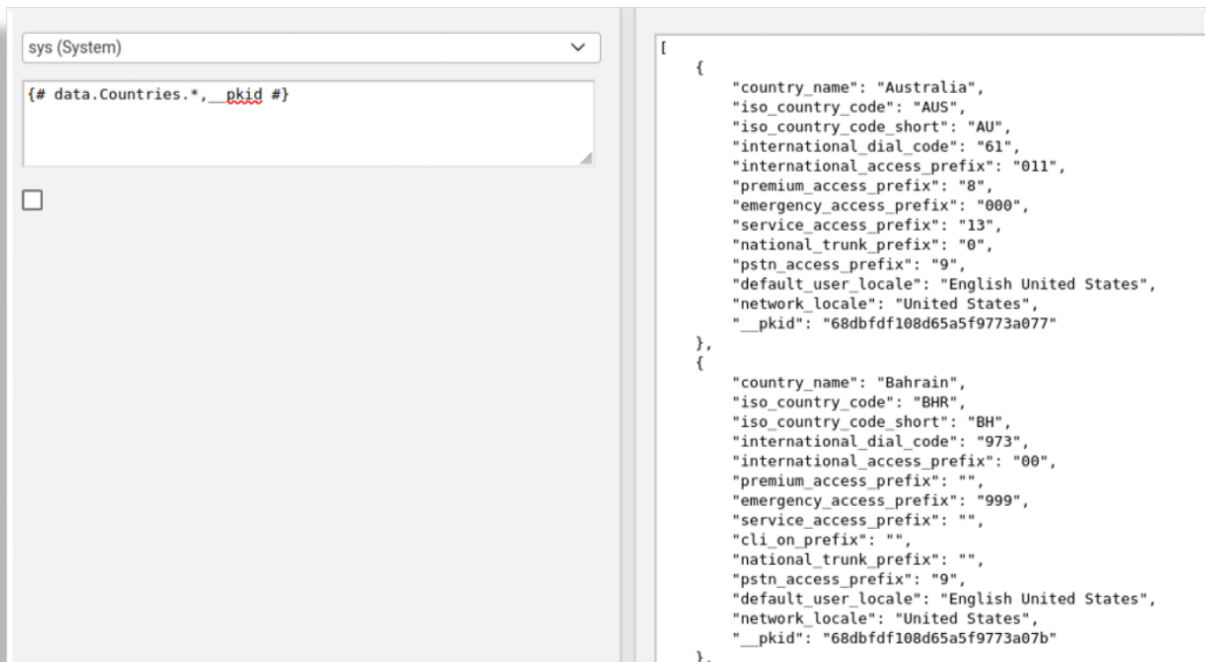 sys (System)
{# data.Countries.*,__pkid #}
[
{
"country_name": "Australia",
"iso_country_code": "AUS",
"iso_country_code_short": "AU",
"international_dial_code": "61",
"international_access_prefix": "011",
"premium_access_prefix": "8",
"emergency_access_prefix": "000",
"service_access_prefix": "13",
"national_trunk_prefix": "0",
"pstn_access_prefix": "9",
"default_user_locale": "English United States",
"network_locale": "United States",
"__pkid": "68dbfdf108d65a5f9773a077"
},
{
"country_name": "Bahrain",
"iso_country_code": "BHR",
"iso_country_code_short": "BH",
"international_dial_code": "973",
"international_access_prefix": "00",
"premium_access_prefix": "",
"emergency_access_prefix": "999",
"service_access_prefix": "",
"cli_on_prefix": "",
"national_trunk_prefix": "",
"pstn_access_prefix": "9",
"default_user_locale": "English United States",
"network_locale": "United States",
"__pkid": "68dbfdf108d65a5f9773a07b"
},